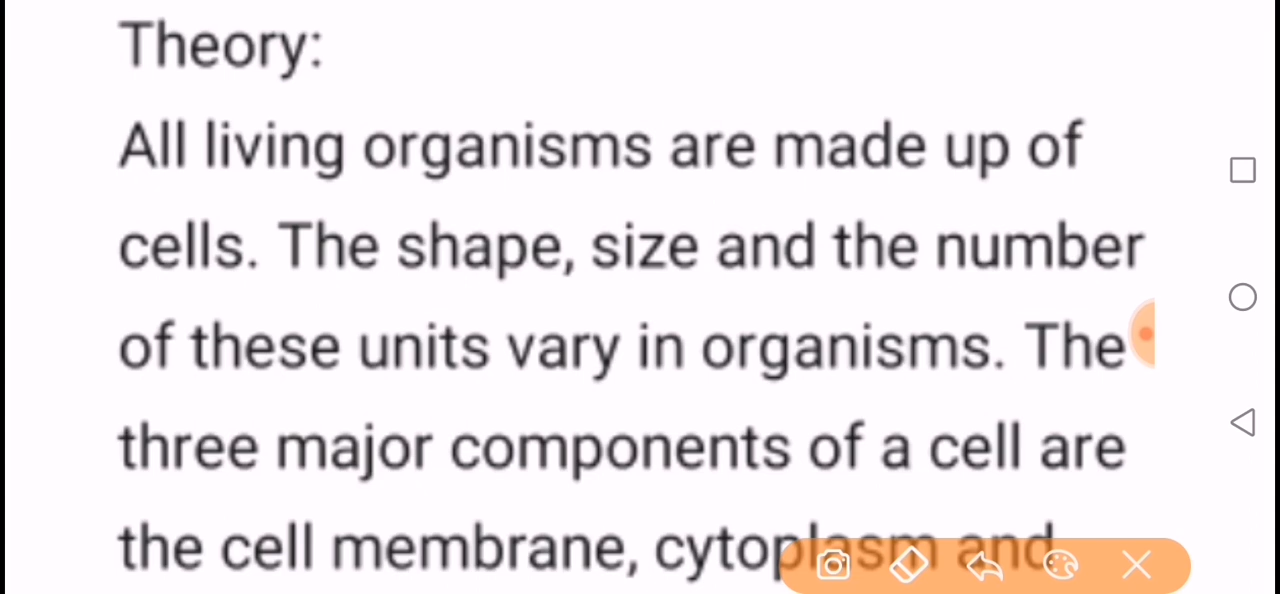 Theory:
All living organisms are made up of
cells. The shape, size and the number
of these units vary in organisms. The
three major components of a cell are
the cell membrane, cytoplasm and